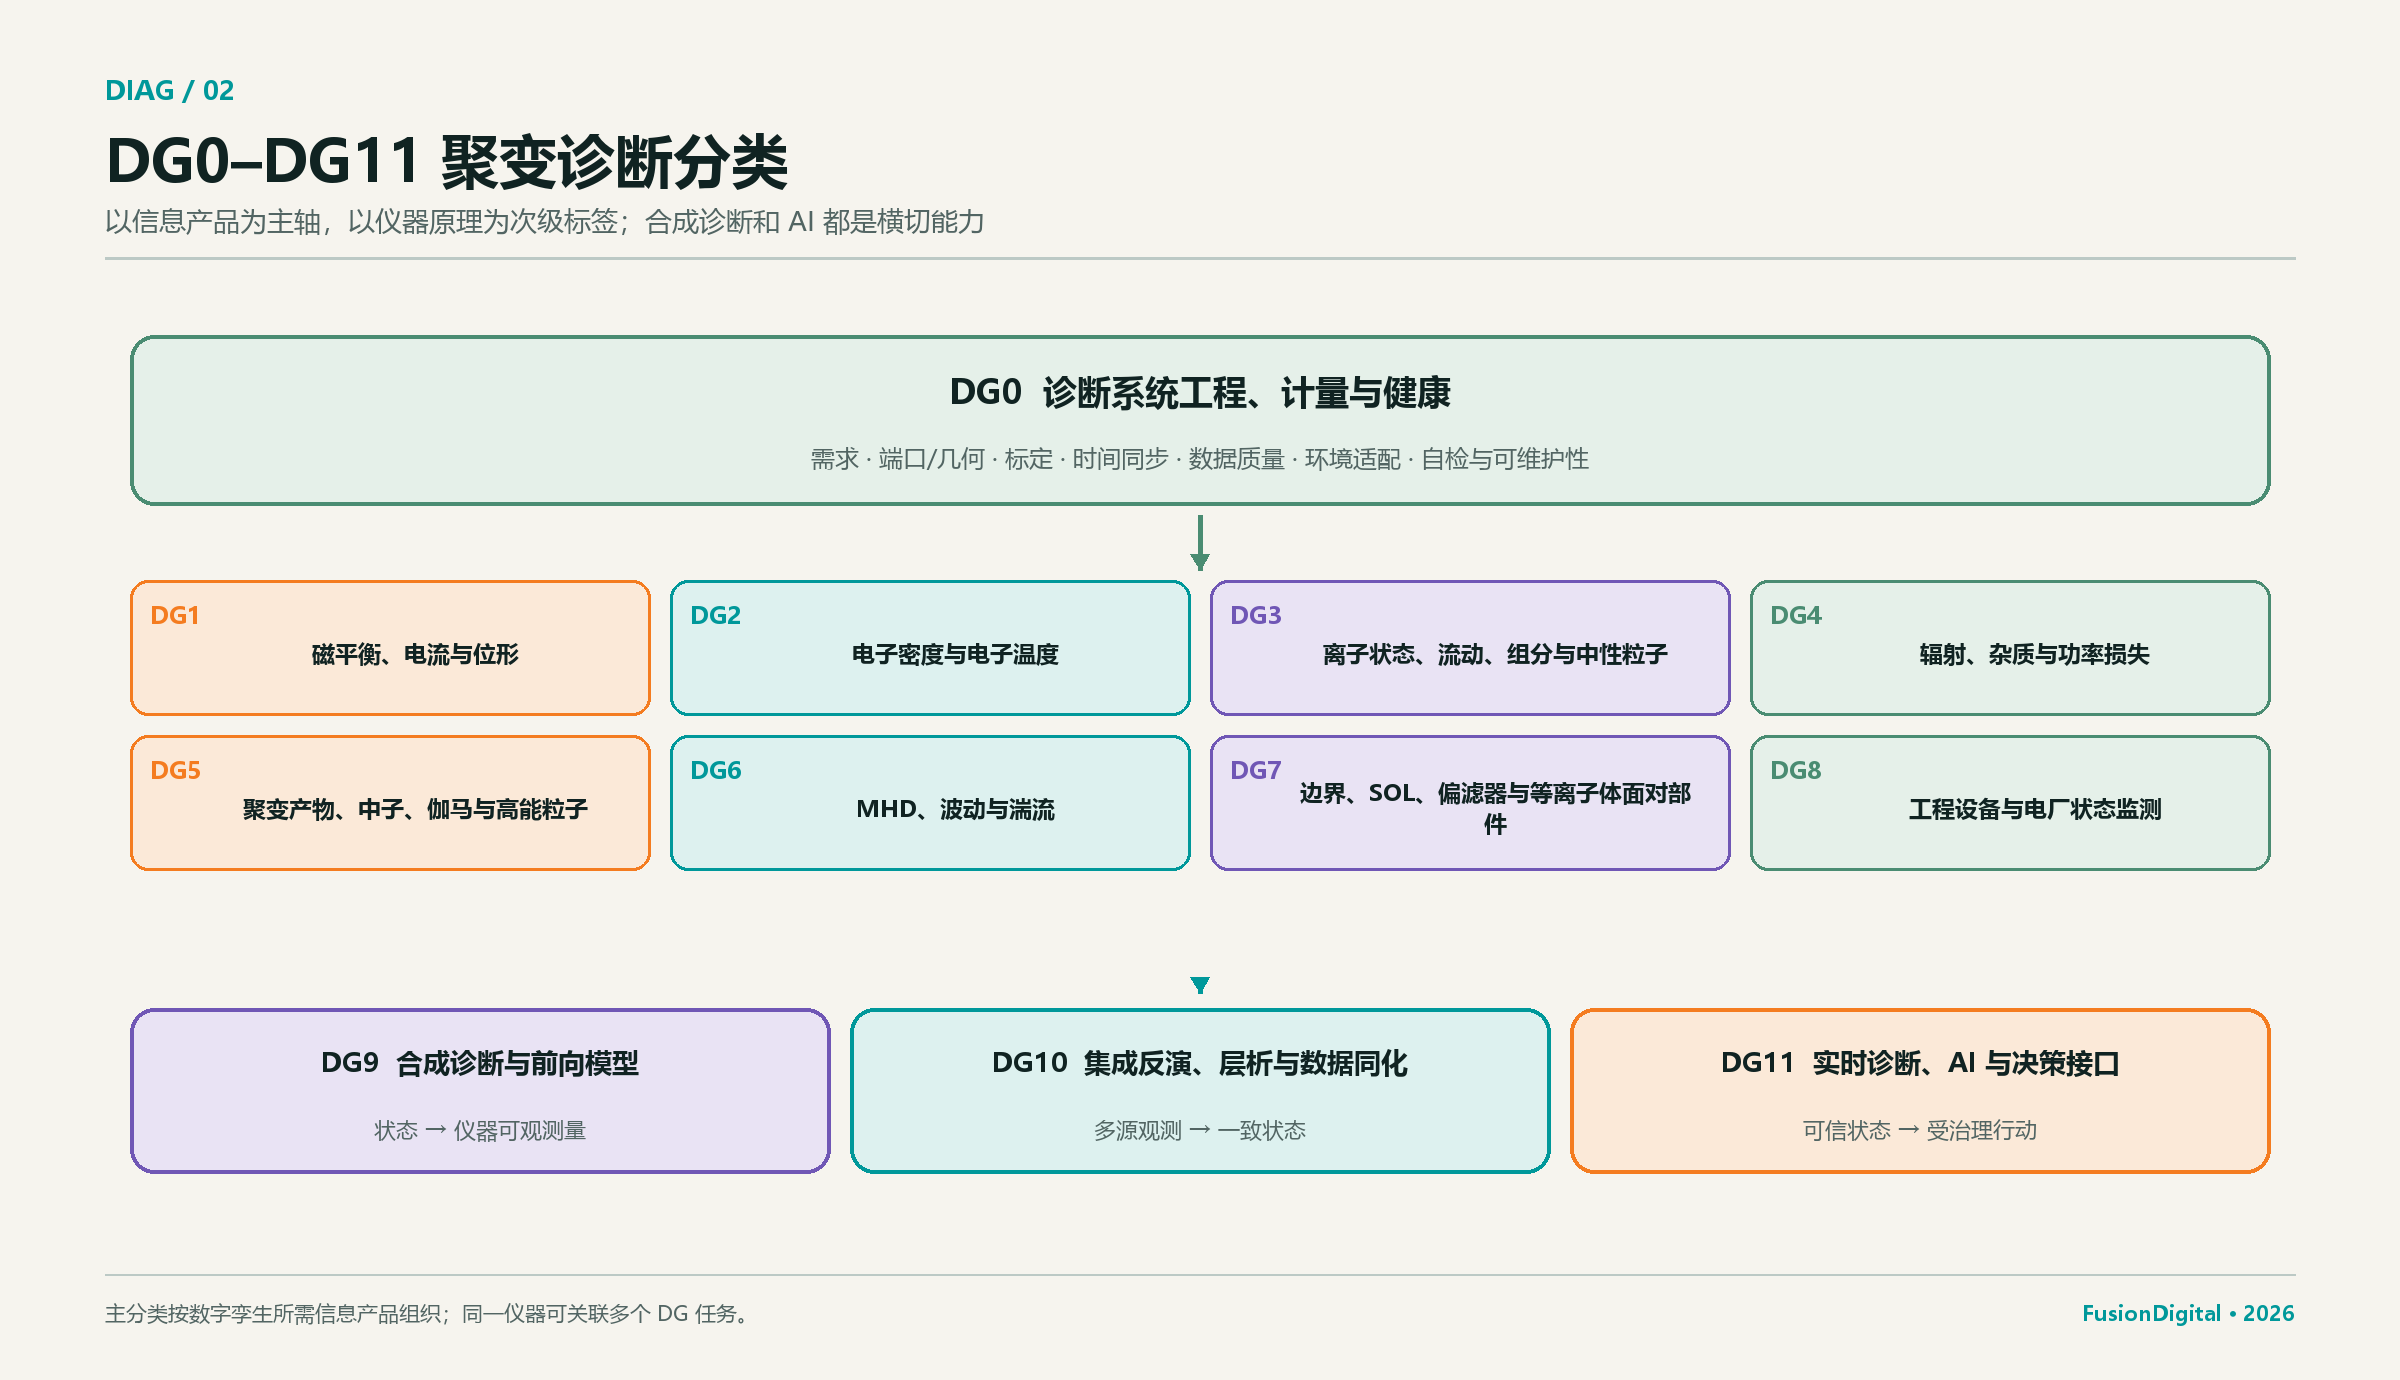 DIAG / 02
DG0–DG11 聚变诊断分类
以信息产品为主轴，以仪器原理为次级标签；合成诊断和 AI 都是横切能力
DG0 诊断系统工程、计量与健康
需求 · 端口/几何 · 标定 · 时间同步 · 数据质量 · 环境适配 · 自检与可维护性
DG1
磁平衡、电流与位形
DG2
电子密度与电子温度
DG3
离子状态、流动、组分与中性粒子
DG4
辐射、杂质与功率损失
DG5
聚变产物、中子、伽马与高能粒子
DG6
MHD、波动与湍流
DG7
边界、SOL、偏滤器与等离子体面对部
件
DG8
工程设备与电厂状态监测
DG9 合成诊断与前向模型
状态 → 仪器可观测量
DG10 集成反演、层析与数据同化
多源观测 → 一致状态
DG11 实时诊断、AI 与决策接口
可信状态 → 受治理行动
主分类按数字孪生所需信息产品组织；同一仪器可关联多个 DG 任务。
FusionDigital • 2026